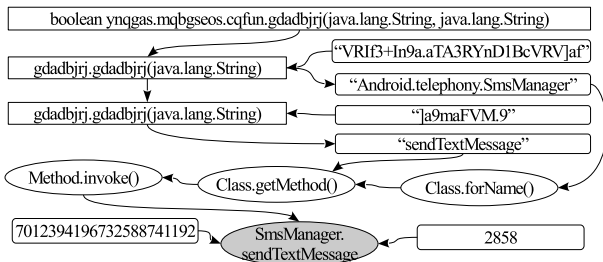 boolean ynqgas.mqbgseos.cqfun.gdadbjrj(java.lang.String, java.lang.String)
“VRIf3+In9a.aTA3RYnD1BcVRV]af”
gdadbjrj.gdadbjrj(java.lang.String)
“Android.telephony.SmsManager”
gdadbjrj.gdadbjrj(java.lang.String)
“]a9maFVM.9”
“sendTextMessage”
Method.invoke()
Class.getMethod()
Class.forName()
7012394196732588741192
SmsManager.
sendTextMessage
2858